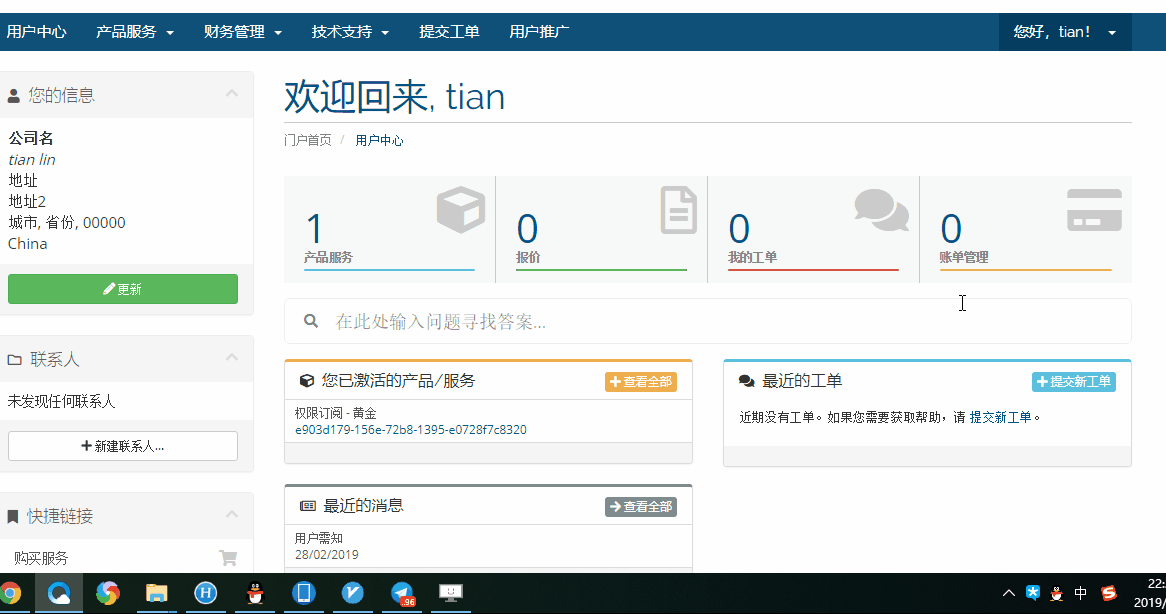 用户中心 产品服务 财务管理 技术支持 提交工单 用户推广 您好，tian！
您的信息
公司名
tian lin
地址
地址2
城市, 省份, 00000
China
更新
联系人
未发现任何联系人
新建联系人...
快捷链接
购买服务
欢迎回来, tian
门户首页 / 用户中心
1
产品服务
0
报价
0
我的工单
0
账单管理
在此处输入问题寻找答案...
您已激活的产品/服务 查看全部
权限订阅 - 黄金
e903d179-156e-72b8-1395-e0728f7c8320
最近的工单 提交新工单
近期没有工单。如果您需要获取帮助，请 提交新工单。
最近的消息 查看全部
用户需知
28/02/2019
H
96
中
S
22:
2019/